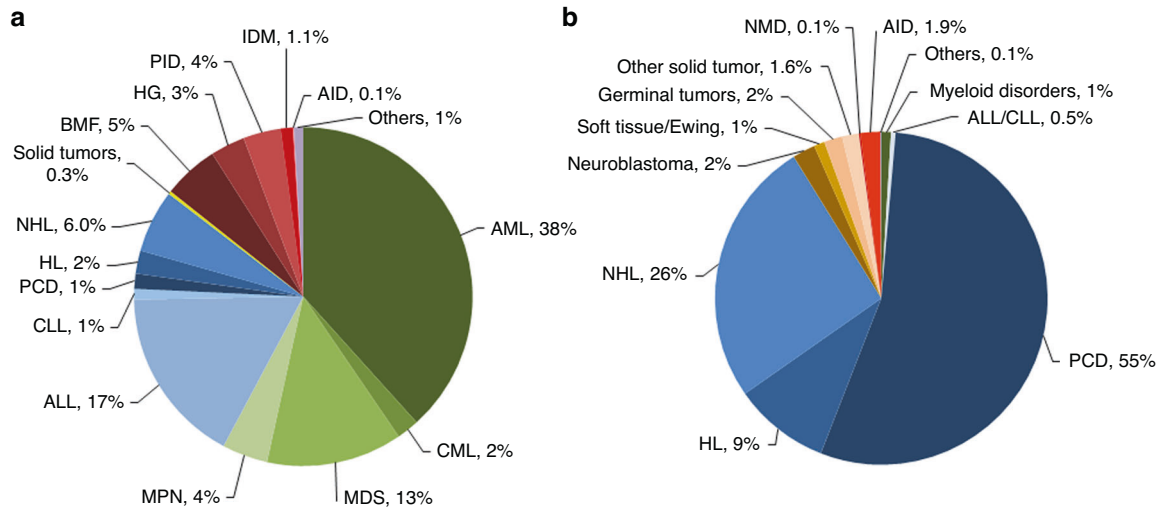 a
IDM, 1.1%
PID, 4%
HG, 3%
AID, 0.1%
Others, 1%
BMF, 5%
Solid tumors,
0.3%
NHL, 6.0%
HL, 2%
PCD, 1%
CLL, 1%
ALL, 17%
MPN, 4%
MDS, 13%
CML, 2%
AML, 38%
b
NMD, 0.1%
AID, 1.9%
Others, 0.1%
Other solid tumor, 1.6%
Myeloid disorders, 1%
Germinal tumors, 2%
ALL/CLL, 0.5%
Soft tissue/Ewing, 1%
Neuroblastoma, 2%
NHL, 26%
PCD, 55%
HL, 9%